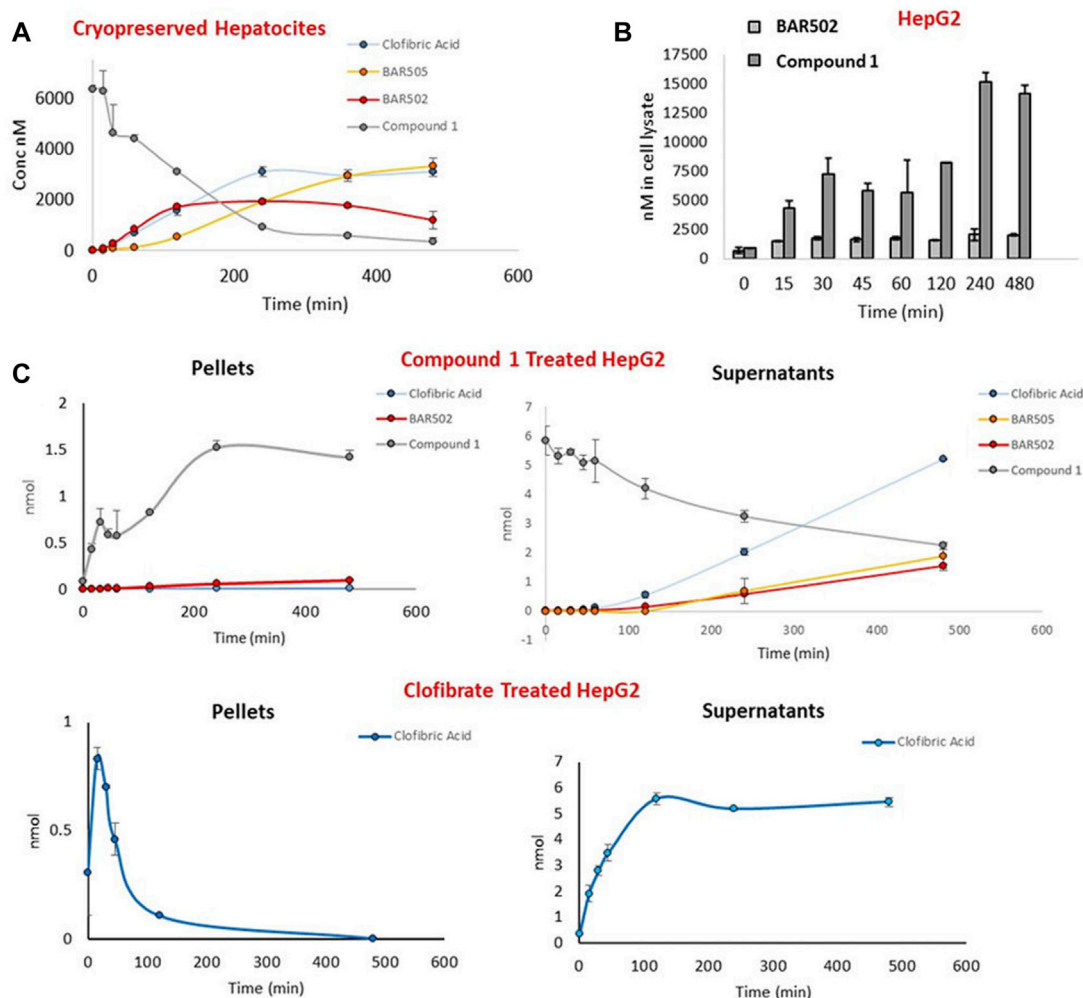 A
Cryopreserved Hepatocites
Clofibric Acid
BAR505
BAR502
Compound 1
Conc nM
6000
4000
2000
0
0 200 400 600
Time (min)
B
HepG2
BAR502
Compound 1
nM in cell lysate
17500
15000
12500
10000
7500
5000
2500
0
0 15 30 45 60 120 240 480
Time (min)
C
Compound 1 Treated HepG2
Pellets
Clofibric Acid
BAR502
Compound 1
nmol
2
1.5
1
0.5
0
0 100 200 300 400 500 600
Time (min)
Supernatants
Clofibric Acid
BAR505
BAR502
Compound 1
nmol
7
6
5
4
3
2
1
0
-1
0 100 200 300 400 500 600
Time (min)
Clofibrate Treated HepG2
Pellets
Clofibric Acid
nmol
1
0.5
0
0 100 200 300 400 500 600
Time (min)
Supernatants
Clofibric Acid
nmol
7
6
5
4
3
2
1
0
0 100 200 300 400 500 600
Time (min)